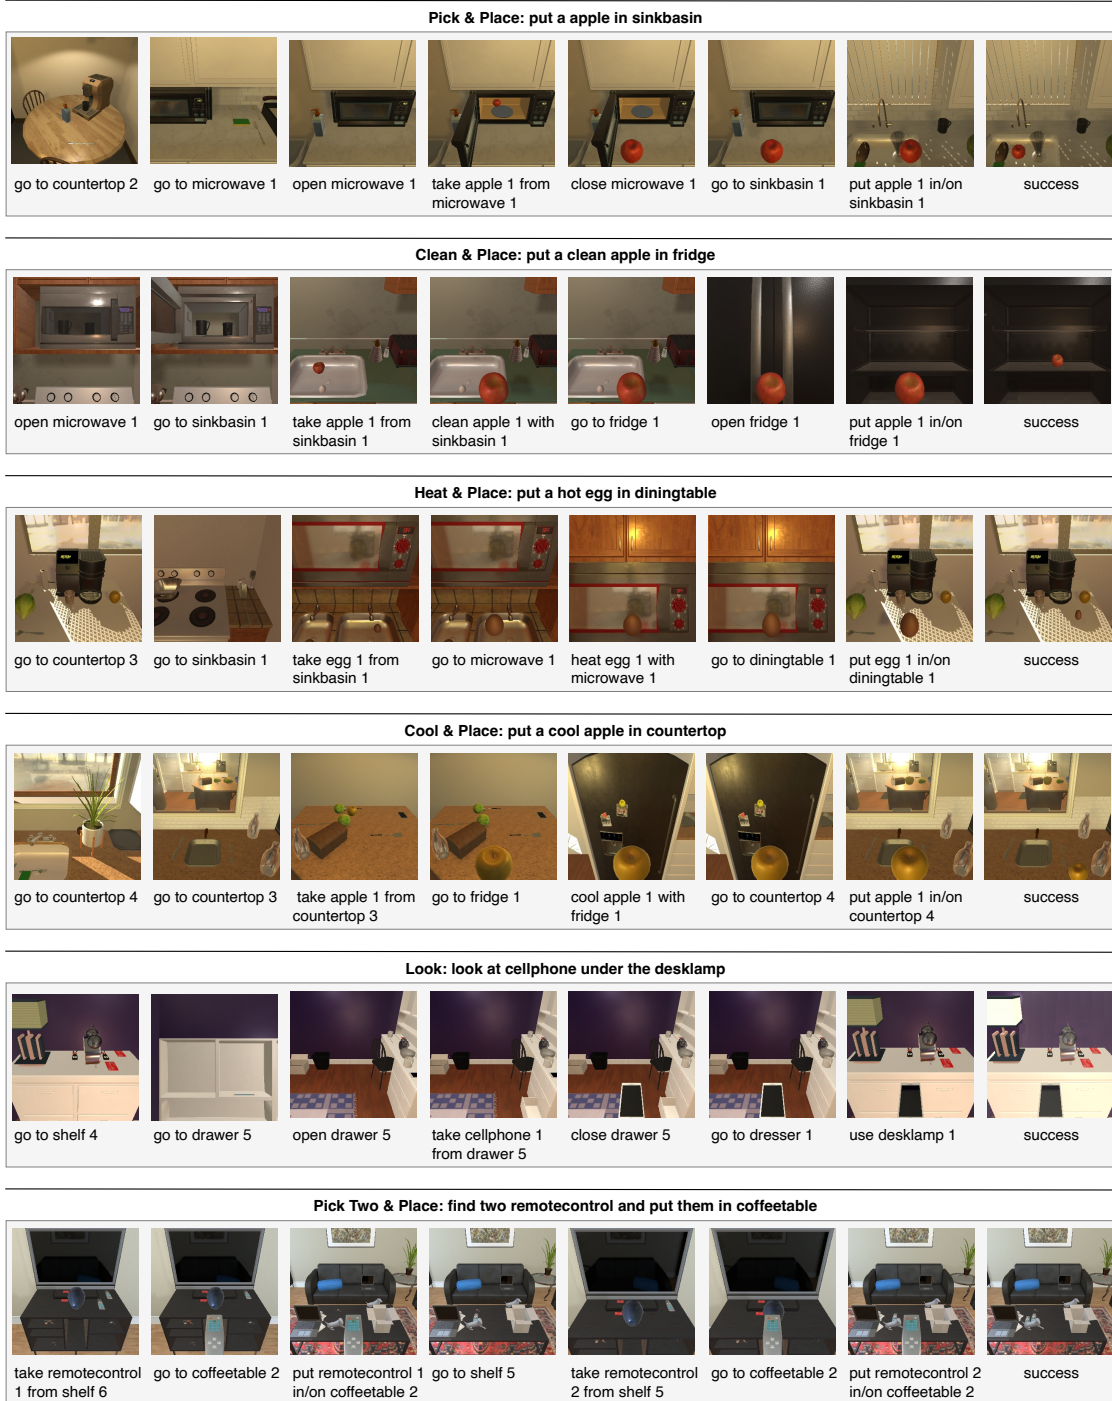 Pick & Place: put a apple in sinkbasin
go to countertop 2
go to microwave 1
open microwave 1
take apple 1 from
microwave 1
close microwave 1
go to sinkbasin 1
put apple 1 in/on
sinkbasin 1
success
Clean & Place: put a clean apple in fridge
open microwave 1
go to sinkbasin 1
take apple 1 from
sinkbasin 1
clean apple 1 with
sinkbasin 1
go to fridge 1
open fridge 1
put apple 1 in/on
fridge 1
success
Heat & Place: put a hot egg in diningtable
go to countertop 3
go to sinkbasin 1
take egg 1 from
sinkbasin 1
go to microwave 1
heat egg 1 with
microwave 1
go to diningtable 1
put egg 1 in/on
diningtable 1
success
Cool & Place: put a cool apple in countertop
go to countertop 4
go to countertop 3
take apple 1 from
countertop 3
go to fridge 1
cool apple 1 with
fridge 1
go to countertop 4
put apple 1 in/on
countertop 4
success
Look: look at cellphone under the desklamp
go to shelf 4
go to drawer 5
open drawer 5
take cellphone 1
from drawer 5
close drawer 5
go to dresser 1
use desklamp 1
success
Pick Two & Place: find two remotecontrol and put them in coffeetable
take remotecontrol
1 from shelf 6
go to coffeetable 2
put remotecontrol 1
in/on coffeetable 2
go to shelf 5
take remotecontrol
2 from shelf 5
go to coffeetable 2
put remotecontrol 2
in/on coffeetable 2
success